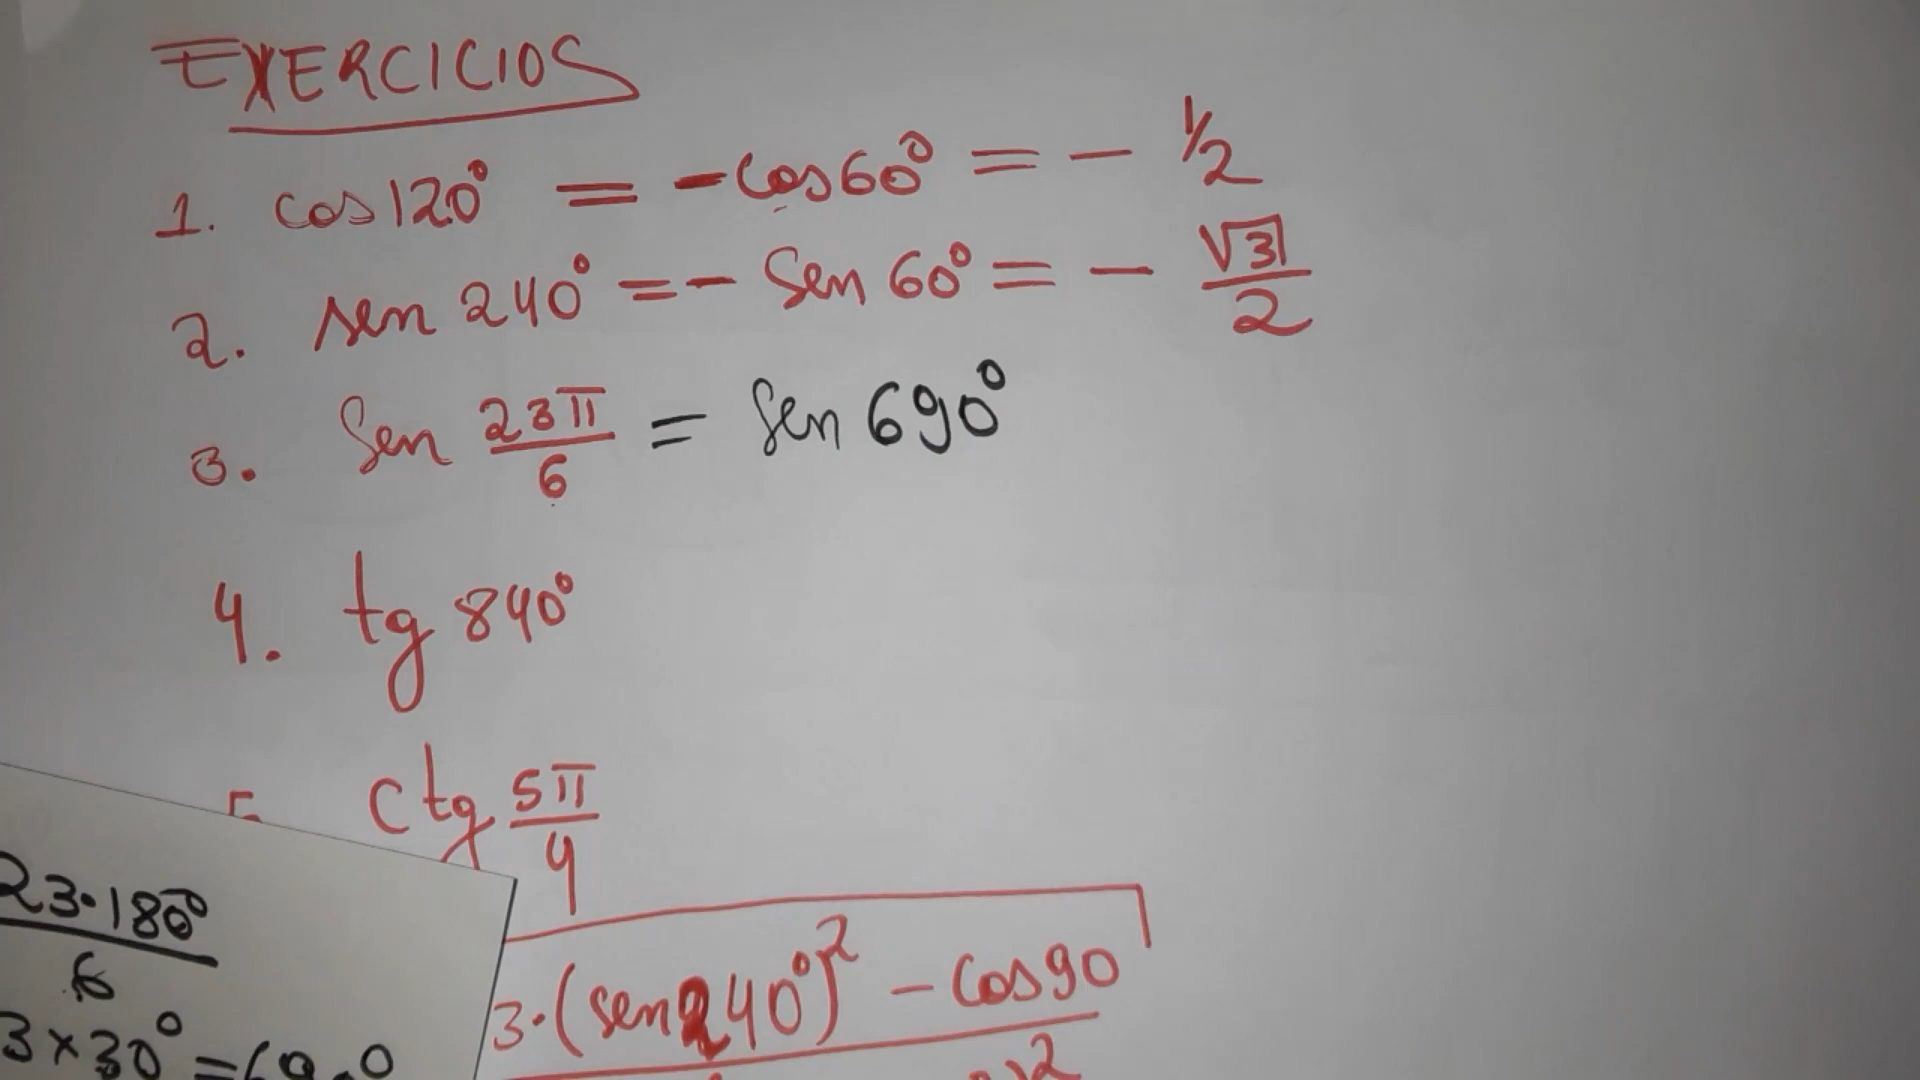 EXERCICIOS
1. cos 120° = - cos 60° = - 1/2
2. sen 240° = - sen 60° = - √3/2
3. sen 23π/6 = sen 690°
4. tg 840°
ctg 5π/4
23·180°/6
3·(sen 240°)² - cos 90
3 x 30° =